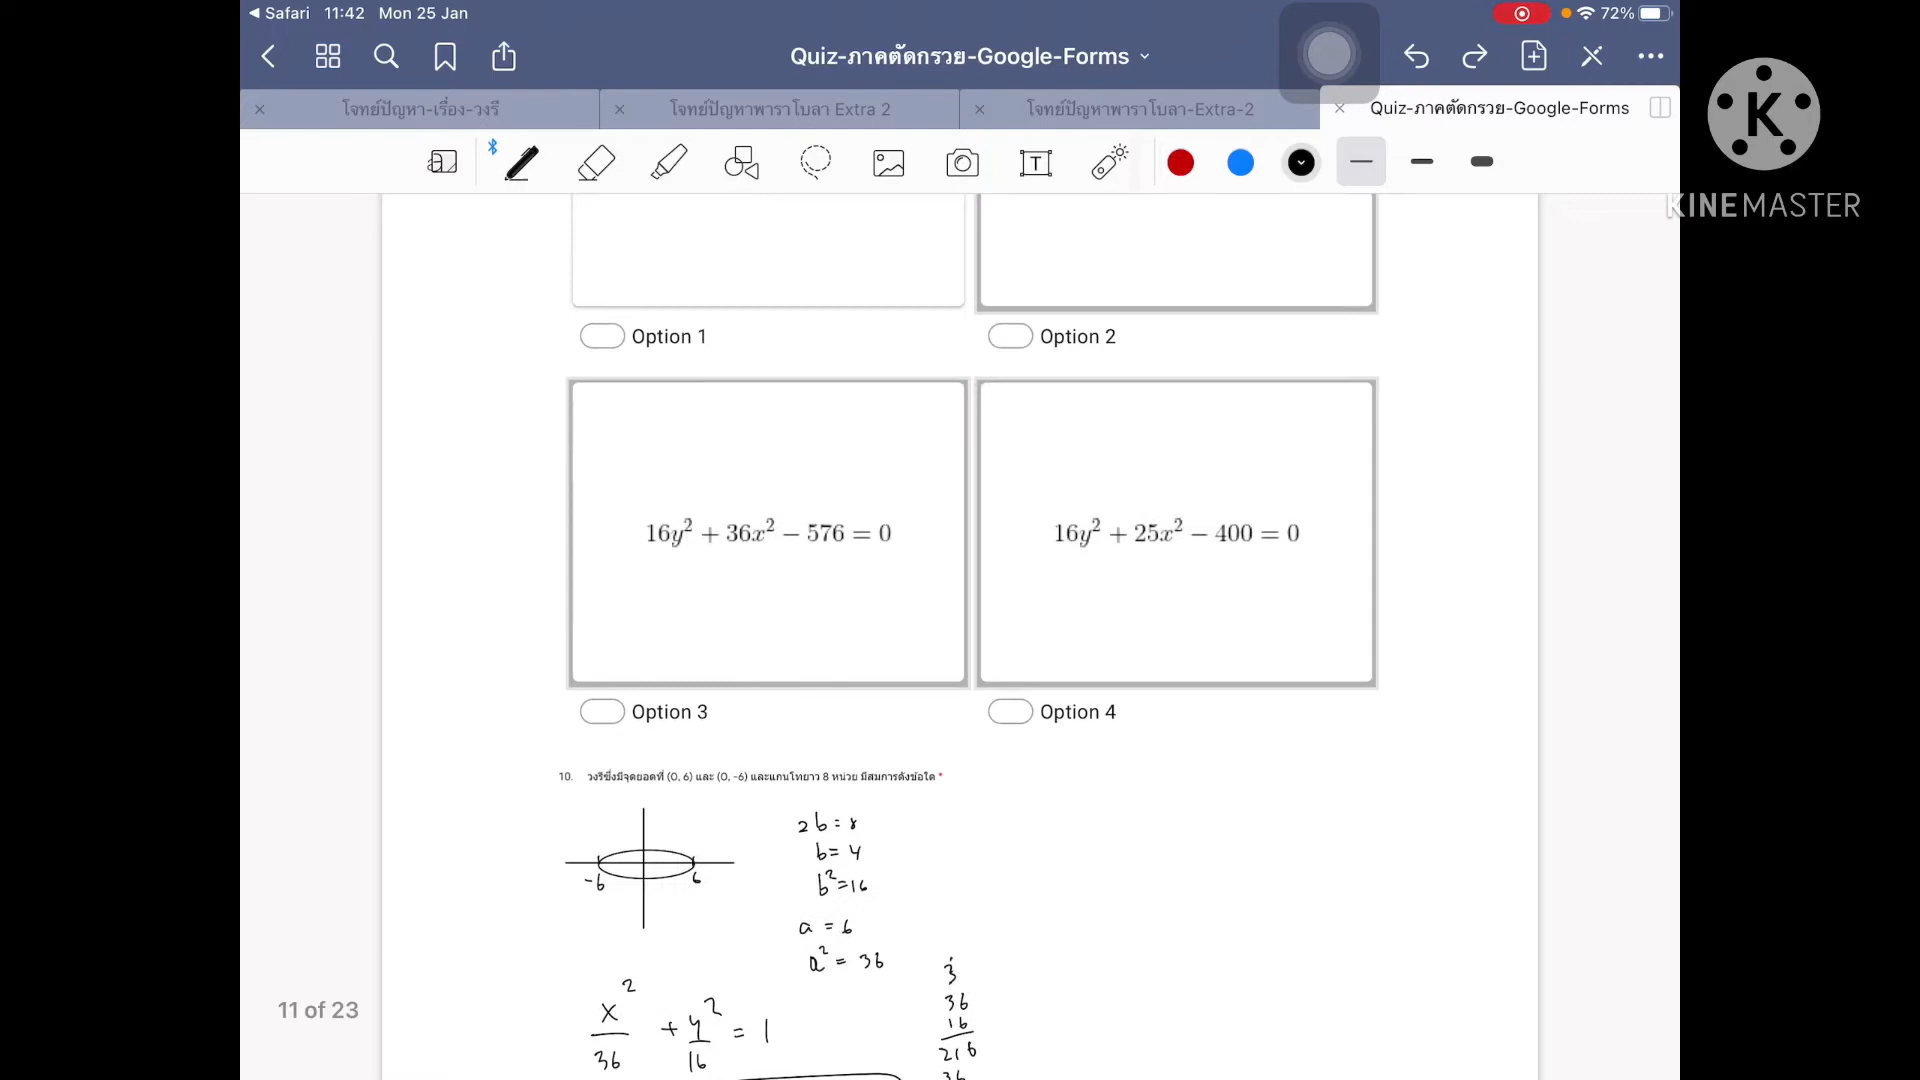 Safari 11:42 Mon 25 Jan
72%
Quiz-ภาคตัดกรวย-Google-Forms
โจทย์ปัญหา-เรื่อง-วงรี
โจทย์ปัญหาพาราโบลา Extra 2
โจทย์ปัญหาพาราโบลา-Extra-2
Quiz-ภาคตัดกรวย-Google-Forms
T
K
KINEMASTER
Option 1
Option 2
16y² + 36x² − 576 = 0
16y² + 25x² − 400 = 0
Option 3
Option 4
10. วงรีซึ่งมีจุดยอดที่ (0, 6) และ (0, -6) และแกนโทยาว 8 หน่วย มีสมการดังข้อใด *
-6 6
2b = 8
b = 4
b² = 16
a = 6
a² = 36
x²/36 + y²/16 = 1
3
36
16
216
36
11 of 23